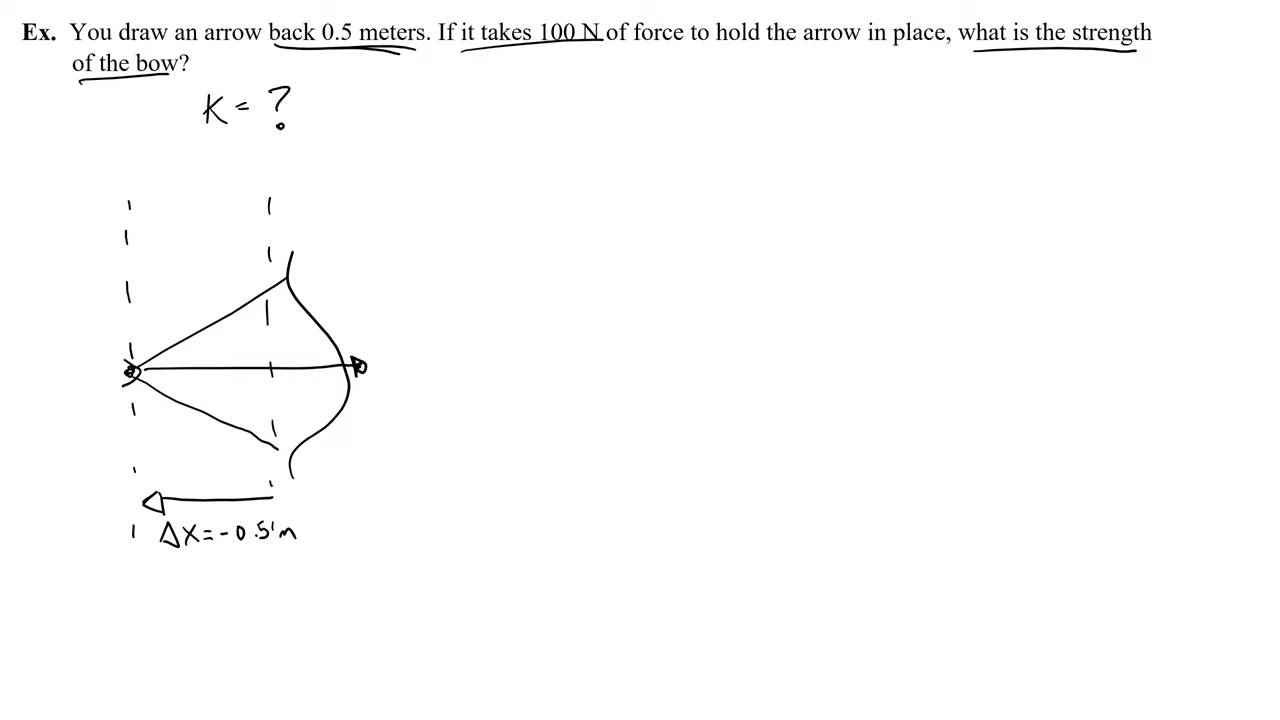 Ex. You draw an arrow back 0.5 meters. If it takes 100 N of force to hold the arrow in place, what is the strength
of the bow?
K = ?
Δx = -0.5 m